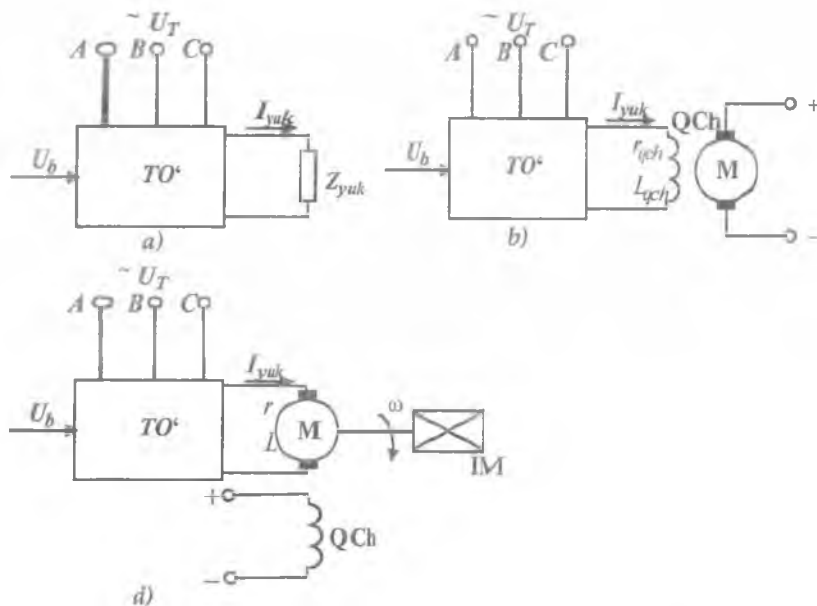 ~ U_T
A B C
I_yuk
U_b TO‘ Z_yuk
a)
~ U_T
A B C
I_yuk QCh +
U_b TO‘ r_qch M
L_qch
b) −
~ U_T
A B C
I_yuk
U_b TO‘ r L M ω
IM
+
QCh
−
d)